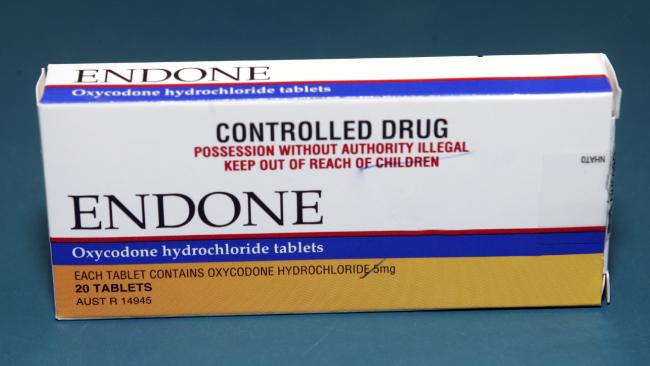 ENDONE
Oxycodone hydrochloride tablets
CONTROLLED DRUG
POSSESSION WITHOUT AUTHORITY ILLEGAL
KEEP OUT OF REACH OF CHILDREN
ENDONE
Oxycodone hydrochloride tablets
EACH TABLET CONTAINS OXYCODONE HYDROCHLORIDE 5mg
20 TABLETS
AUST R 14945